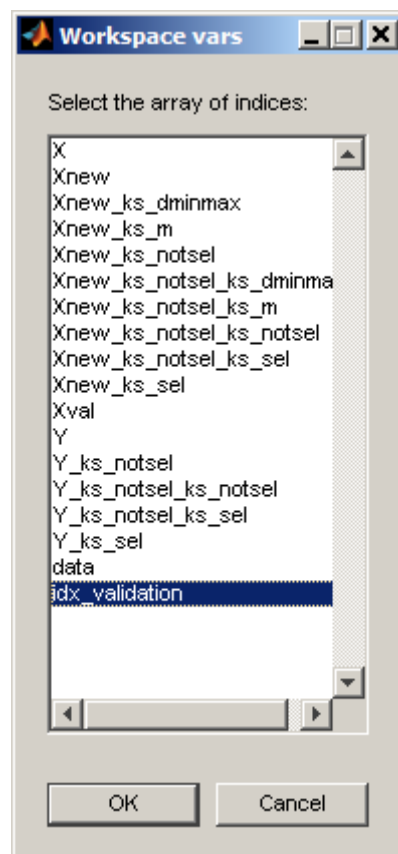 Workspace vars
Select the array of indices:
X
Xnew
Xnew_ks_dminmax
Xnew_ks_m
Xnew_ks_notsel
Xnew_ks_notsel_ks_dminma
Xnew_ks_notsel_ks_m
Xnew_ks_notsel_ks_notsel
Xnew_ks_notsel_ks_sel
Xnew_ks_sel
Xval
Y
Y_ks_notsel
Y_ks_notsel_ks_notsel
Y_ks_notsel_ks_sel
Y_ks_sel
data
idx_validation
OK Cancel